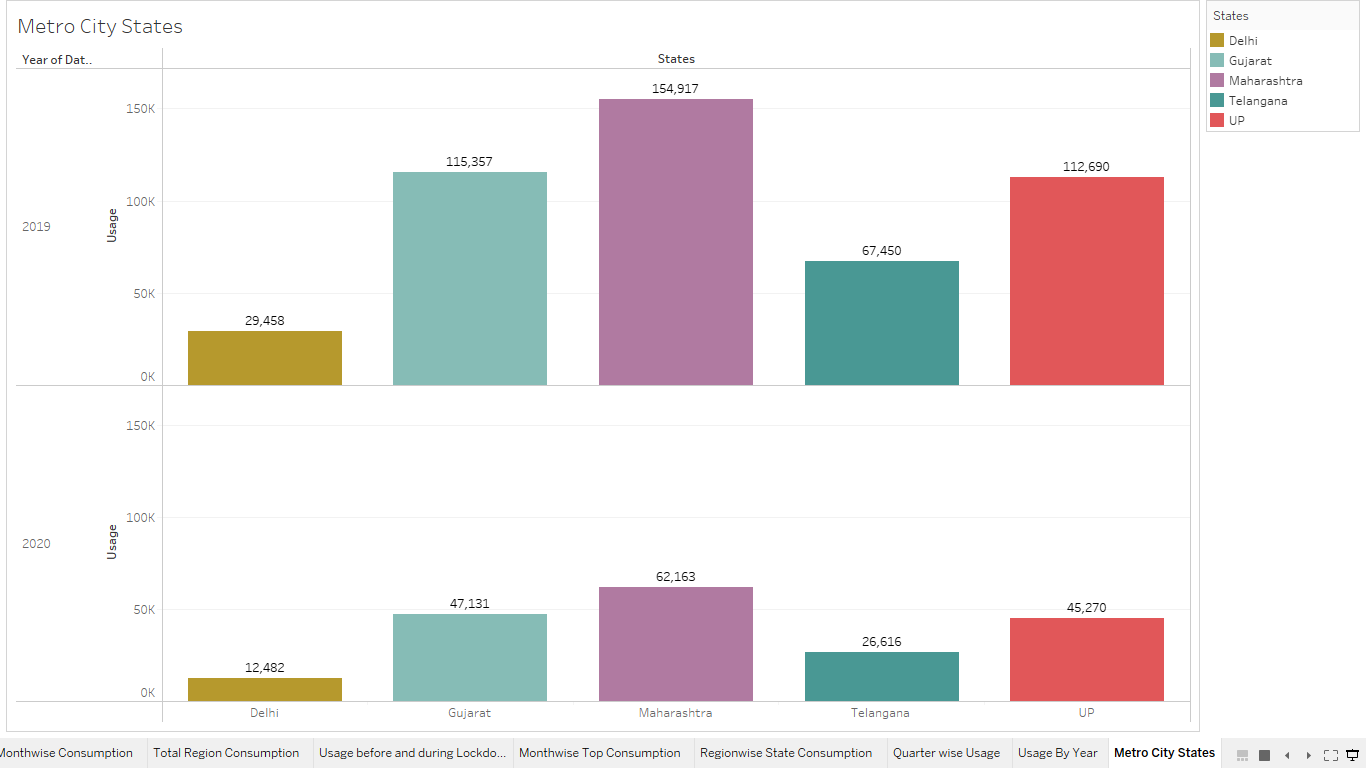 Metro City States
Year of Dat..
States
2019
Usage
150K
100K
50K
0K
29,458
115,357
154,917
67,450
112,690
2020
Usage
150K
100K
50K
0K
12,482
47,131
62,163
26,616
45,270
Delhi Gujarat Maharashtra Telangana UP
States
Delhi
Gujarat
Maharashtra
Telangana
UP
Monthwise Consumption Total Region Consumption Usage before and during Lockdo... Monthwise Top Consumption Regionwise State Consumption Quarter wise Usage Usage By Year Metro City States